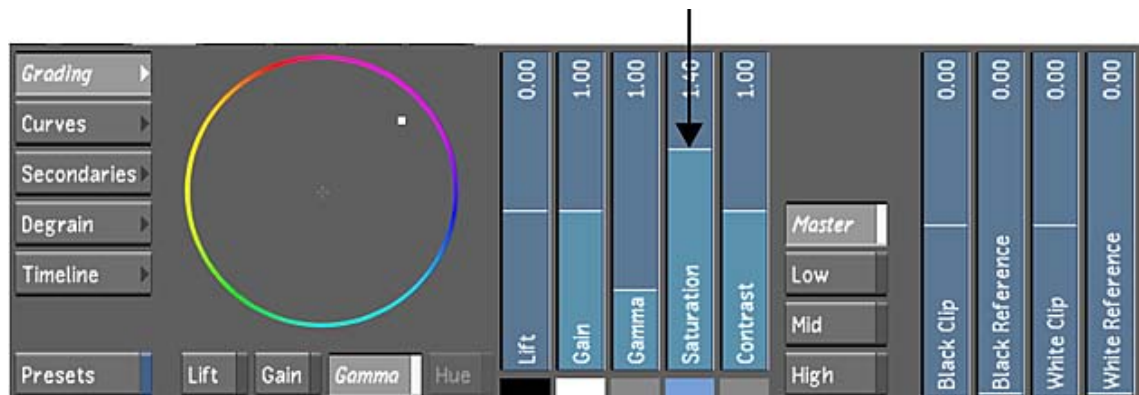 Grading
Curves
Secondaries
Degrain
Timeline
Presets
Lift
Gain
Gamma
Hue
0.00
Lift
1.00
Gain
1.00
Gamma
1.40
Saturation
1.00
Contrast
Master
Low
Mid
High
0.00
Black Clip
0.00
Black Reference
0.00
White Clip
0.00
White Reference